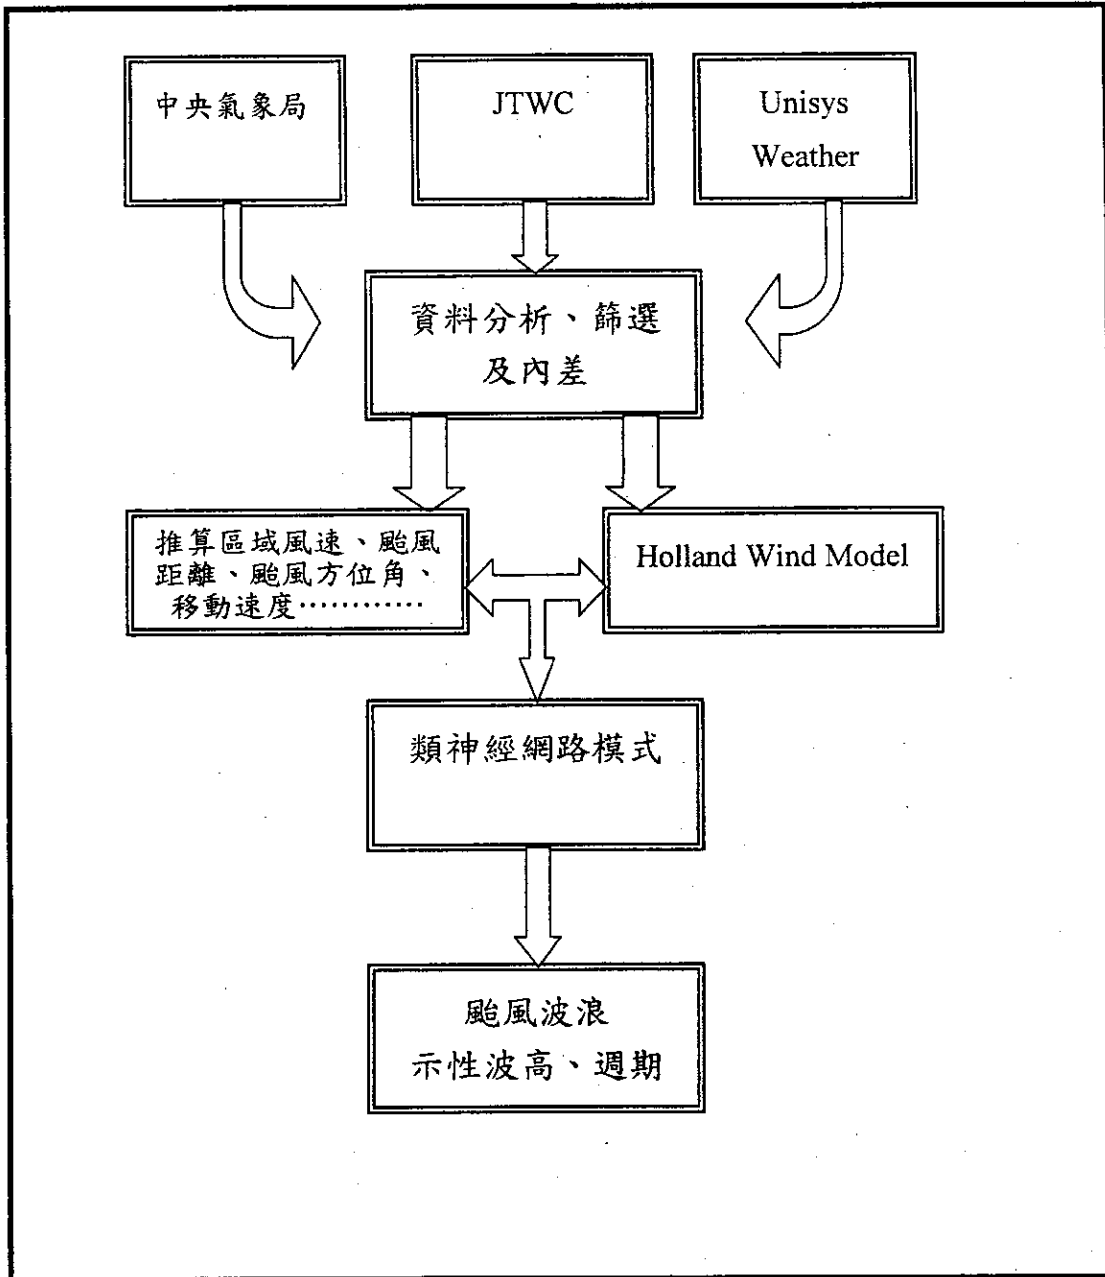 中央氣象局
JTWC
Unisys
Weather
資料分析、篩選
及內差
推算區域風速、颱風
距離、颱風方位角、
移動速度…………
Holland Wind Model
類神經網路模式
颱風波浪
示性波高、週期